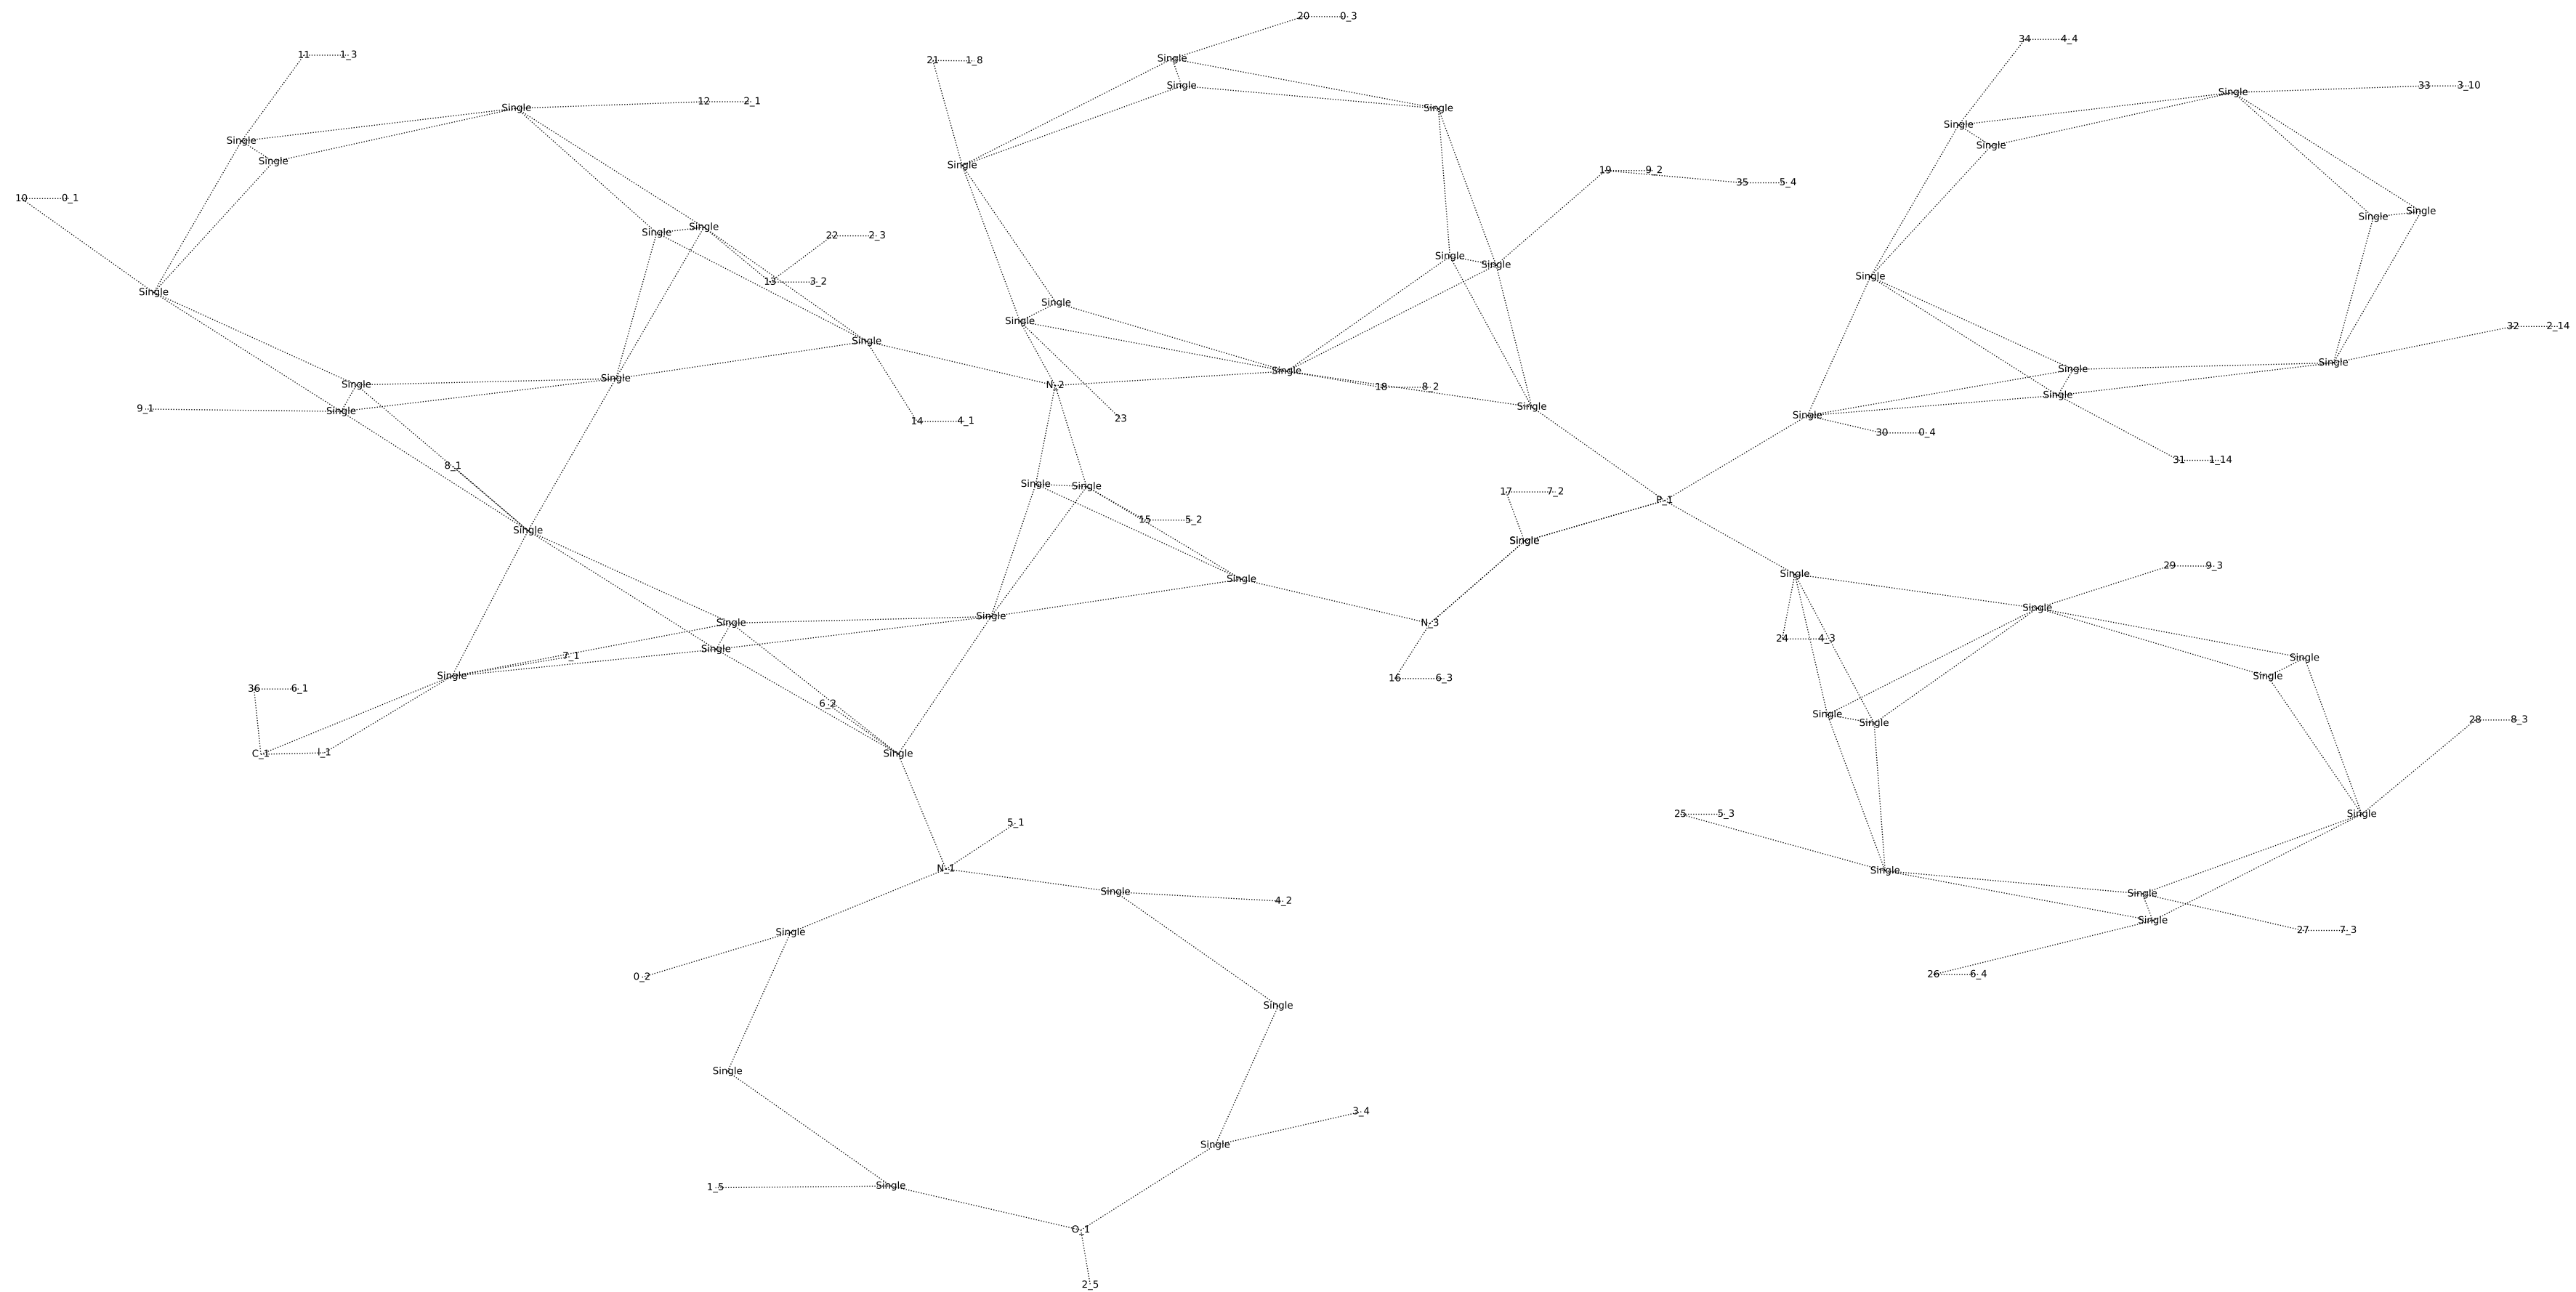 20 0_3
34 4_4
11 1_3
Single
21 1_8
Single
33 3_10
Single
12 2_1
Single
Single
Single
Single
Single
Single
Single
19 9_2
Single
35 5_4
10 0_1
Single
Single
Single
Single
22 2_3
Single
Single
Single
13 3_2
Single
Single
Single
32 2_14
Single
Single
Single
Single
Single
Single
N_2
18 8_2
Single
Single
Single
9_1
Single
Single
23
14 4_1
30 0_4
31 1_14
8_1
Single
Single
17 7_2
P_1
15 5_2
Single
Single
29 9_3
Single
Single
Single
Single
Single
N_3
24 4_3
Single
7_1
Single
Single
Single
16 6_3
36 6_1
6_2
Single
Single
28 8_3
C_1 I_1
Single
25 5_3
Single
5_1
N_1
Single
Single
Single
4_2
Single
Single
27 7_3
0_2
26 6_4
Single
Single
3_4
Single
1_5
Single
O_1
2_5